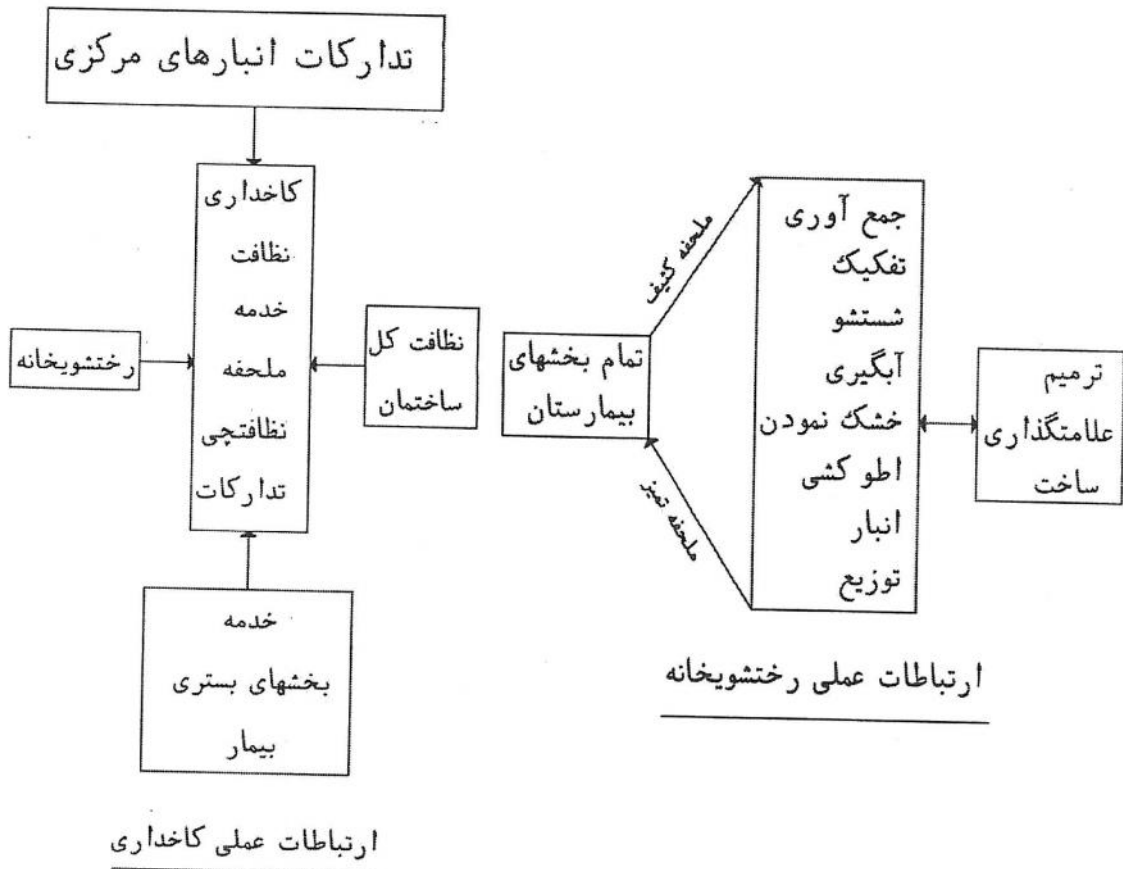 تدارکات انبارهای مرکزی
کاخداری
نظافت
خدمه
ملحفه
نظافتچی
تدارکات
رختشویخانه
نظافت کل
ساختمان
خدمه
بخشهای بستری
بیمار
ارتباطات عملی کاخداری
جمع آوری
تفکیک
شستشو
آبگیری
خشک نمودن
اطو کشی
انبار
توزیع
ملحفه کثیف
تمام بخشهای
بیمارستان
ملحفه تمیز
ترمیم
علامتگذاری
ساخت
ارتباطات عملی رختشویخانه